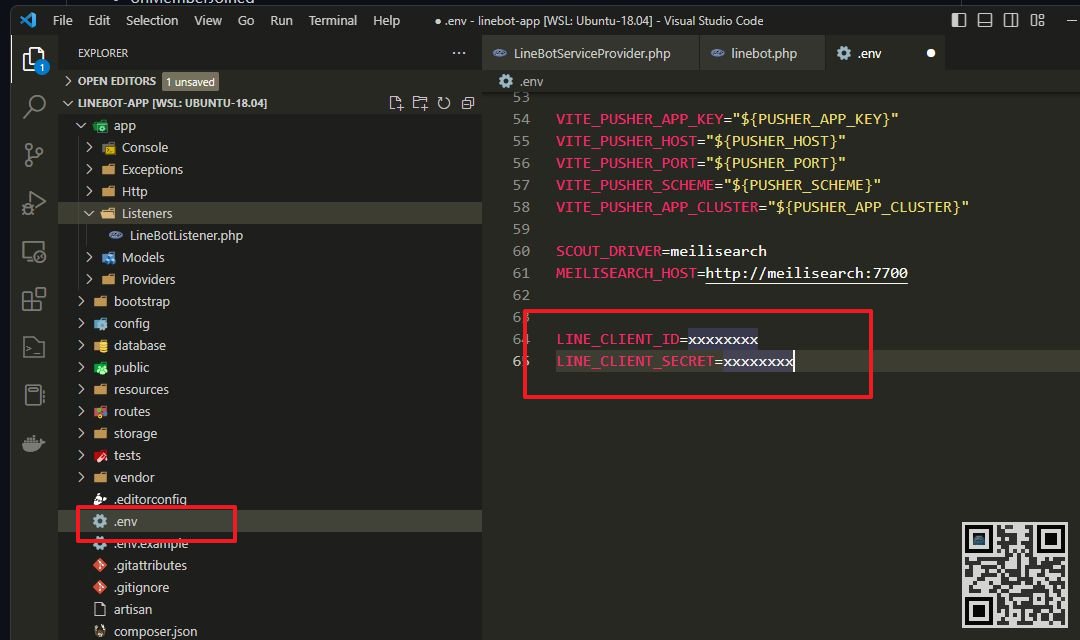 onMemberJoined
File Edit Selection View Go Run Terminal Help ● .env - linebot-app [WSL: Ubuntu-18.04] - Visual Studio Code
EXPLORER ...
LineBotServiceProvider.php linebot.php .env
OPEN EDITORS 1 unsaved
.env
LINEBOT-APP [WSL: UBUNTU-18.04]
1
app
Console
Exceptions
Http
Listeners
LineBotListener.php
Models
Providers
bootstrap
config
database
public
resources
routes
storage
tests
vendor
.editorconfig
.env
.env.example
.gitattributes
.gitignore
artisan
composer.json
53
54 VITE_PUSHER_APP_KEY="${PUSHER_APP_KEY}"
55 VITE_PUSHER_HOST="${PUSHER_HOST}"
56 VITE_PUSHER_PORT="${PUSHER_PORT}"
57 VITE_PUSHER_SCHEME="${PUSHER_SCHEME}"
58 VITE_PUSHER_APP_CLUSTER="${PUSHER_APP_CLUSTER}"
59
60 SCOUT_DRIVER=meilisearch
61 MEILISEARCH_HOST=http://meilisearch:7700
62
63
64 LINE_CLIENT_ID=xxxxxxxx
65 LINE_CLIENT_SECRET=xxxxxxxx